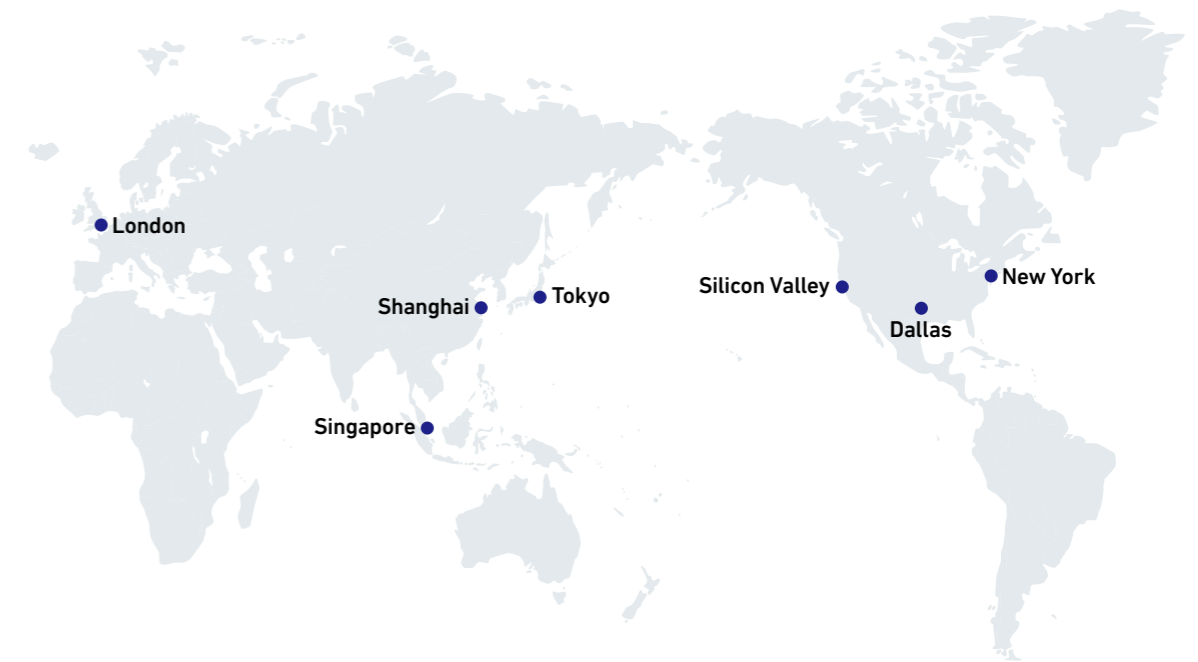 London
Shanghai
Tokyo
Silicon Valley
New York
Dallas
Singapore